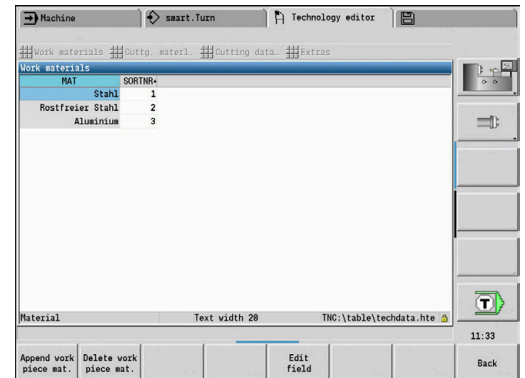 Machine
smart.Turn
Technology editor
Work materials Cuttg. materl. Cutting data… Extras
Work materials
MAT SORTNR
Stahl 1
Rostfreier Stahl 2
Aluminium 3
Material Text width 20 TNC:\table\techdata.hte
T
11:33
Append work piece mat.
Delete work piece mat.
Edit field
Back